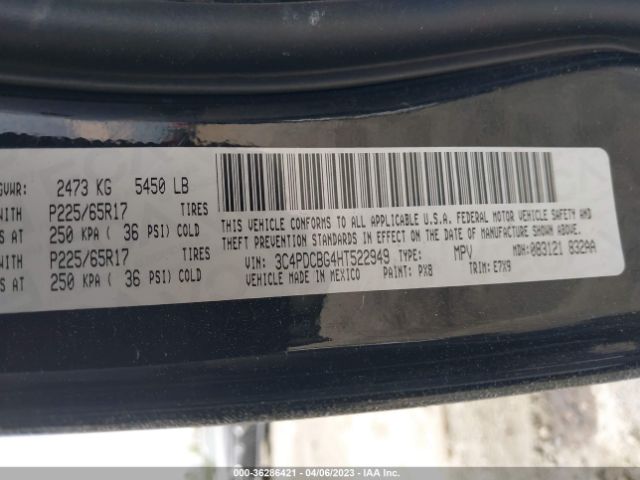 GVWR: 2473 KG 5450 LB
WITH P225/65R17 TIRES
S AT 250 KPA ( 36 PSI) COLD
WITH P225/65R17 TIRES
S AT 250 KPA ( 36 PSI) COLD
THIS VEHICLE CONFORMS TO ALL APPLICABLE U.S.A. FEDERAL MOTOR VEHICLE SAFETY AND
THEFT PREVENTION STANDARDS IN EFFECT ON THE DATE OF MANUFACTURE SHOWN ABOVE.
VIN: 3C4PDCBG4HT522949 TYPE: MPV MDH:083121 832AA
VEHICLE MADE IN MEXICO PAINT: PX8 TRIM: E7X9
000-36286421 - 04/06/2023 -